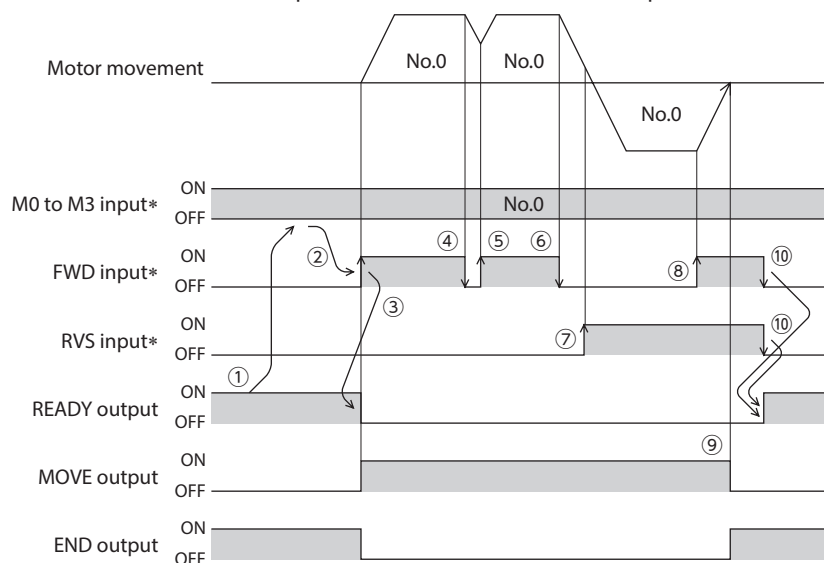 No.0 No.0
Motor movement
No.0
ON
M0 to M3 input* No.0
OFF
ON ② ④ ⑤ ⑥ ⑧ ⑩
FWD input*
OFF
③
ON ⑦ ⑩
RVS input*
OFF
①
ON
READY output
OFF
ON ⑨
MOVE output
OFF
ON
END output
OFF